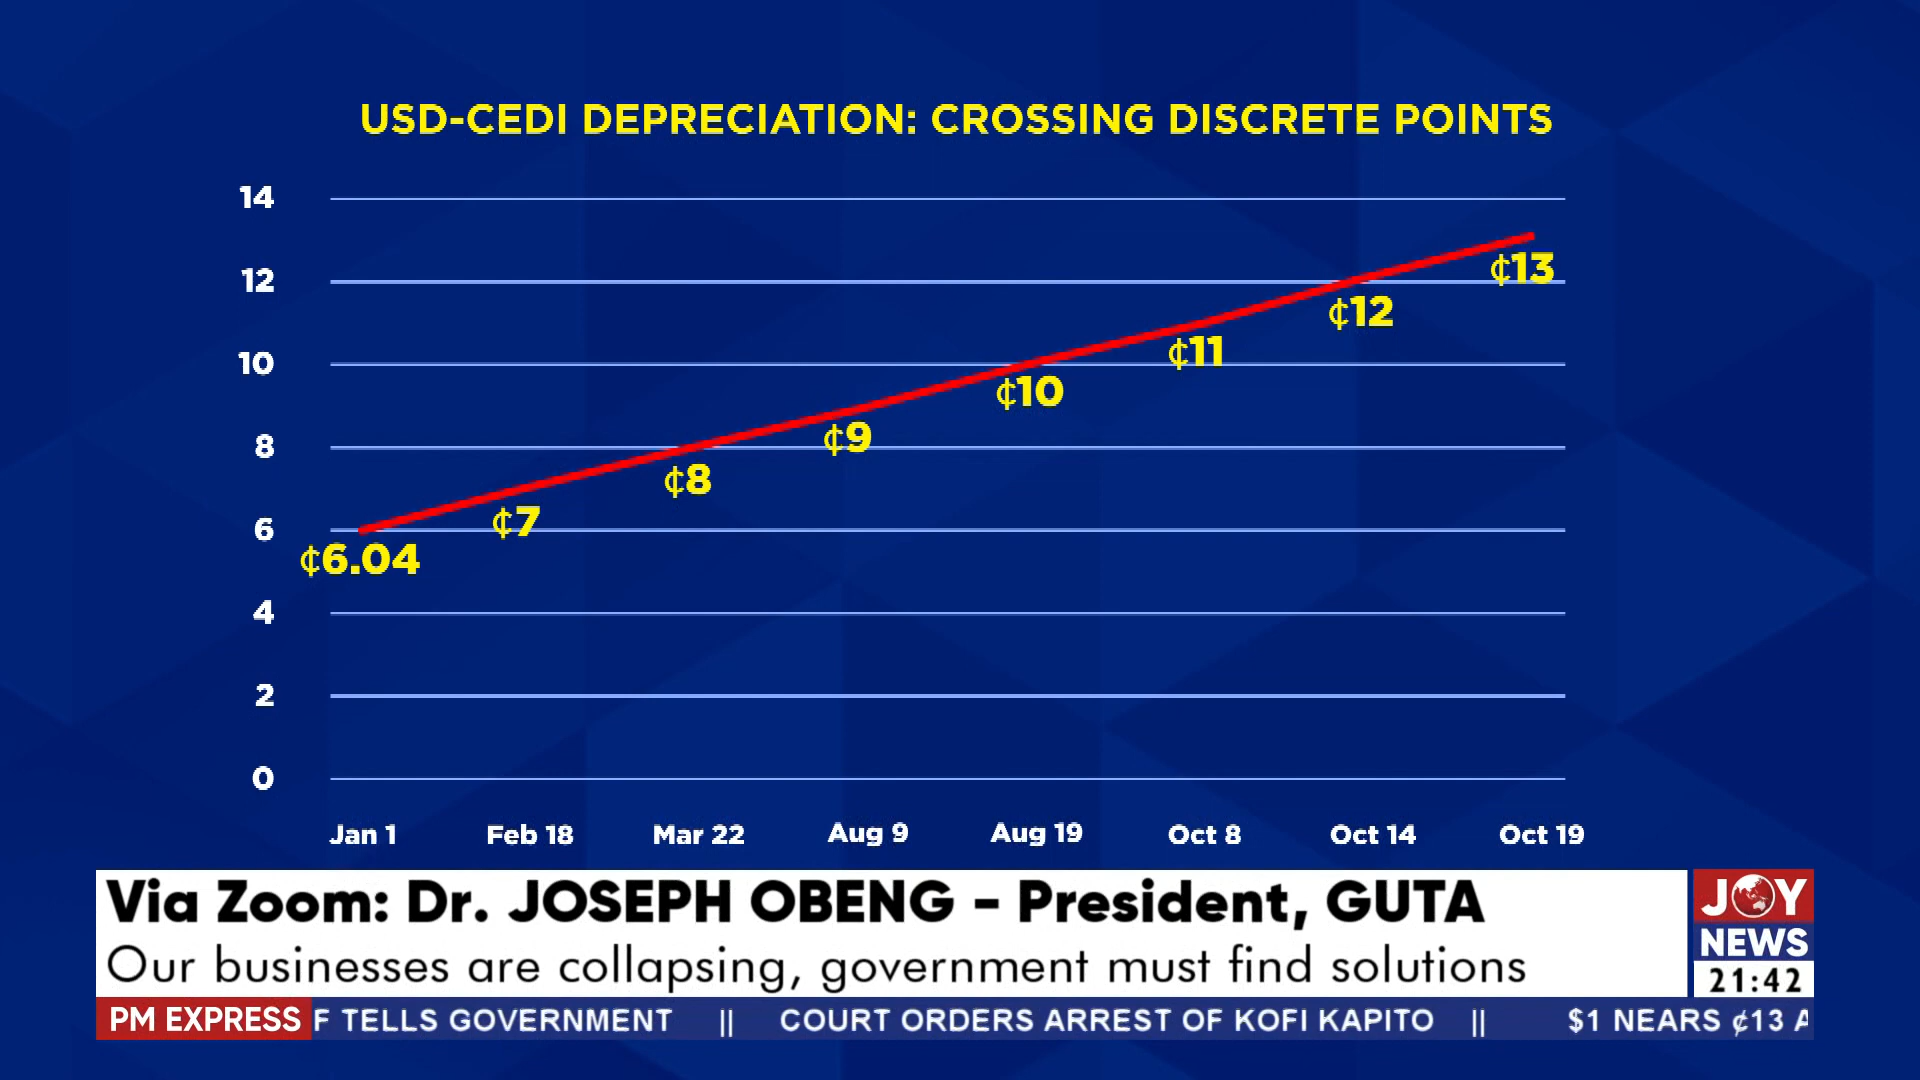 USD-CEDI DEPRECIATION: CROSSING DISCRETE POINTS
14
12
10
8
6
4
2
0
₵6.04
₵7
₵8
₵9
₵10
₵11
₵12
₵13
Jan 1 Feb 18 Mar 22 Aug 9 Aug 19 Oct 8 Oct 14 Oct 19
Via Zoom: Dr. JOSEPH OBENG - President, GUTA
Our businesses are collapsing, government must find solutions
JOY
NEWS
21:42
PM EXPRESS F TELLS GOVERNMENT || COURT ORDERS ARREST OF KOFI KAPITO || $1 NEARS ₵13 A